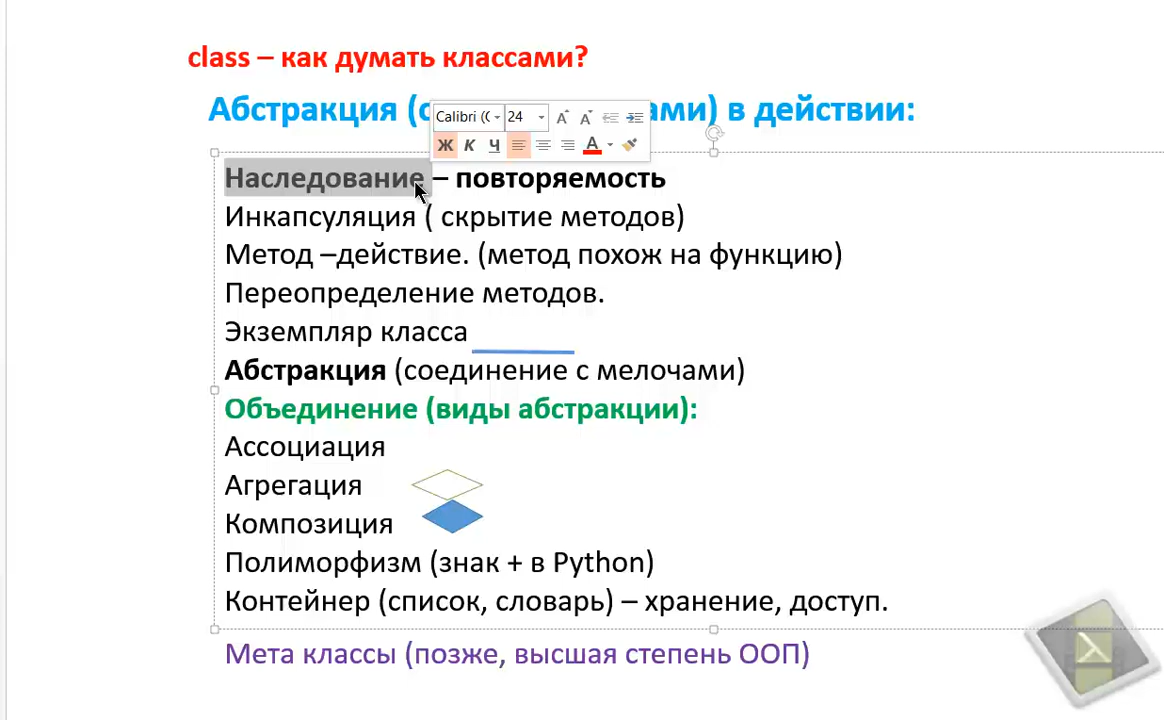 class – как думать классами?
Абстракция (с ами) в действии:
Calibri (
24
Ж К Ч А
Наследование – повторяемость
Инкапсуляция ( скрытие методов)
Метод –действие. (метод похож на функцию)
Переопределение методов.
Экземпляр класса
Абстракция (соединение с мелочами)
Объединение (виды абстракции):
Ассоциация
Агрегация
Композиция
Полиморфизм (знак + в Python)
Контейнер (список, словарь) – хранение, доступ.
Мета классы (позже, высшая степень ООП)